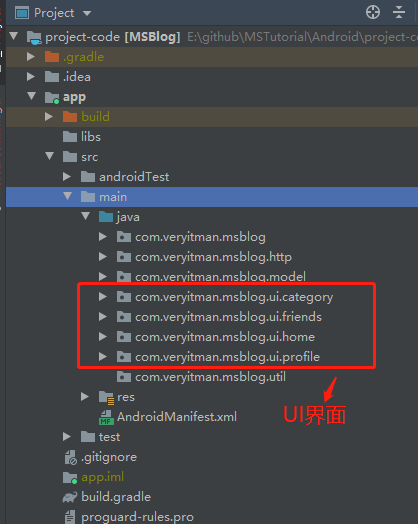 Project
project-code [MSBlog] E:\github\MSTutorial\Android\project-c
.gradle
.idea
app
build
libs
src
androidTest
main
java
com.veryitman.msblog
com.veryitman.msblog.http
com.veryitman.msblog.model
com.veryitman.msblog.ui.category
com.veryitman.msblog.ui.friends
com.veryitman.msblog.ui.home
com.veryitman.msblog.ui.profile
com.veryitman.msblog.util
UI界面
res
MF AndroidManifest.xml
test
.gitignore
app.iml
build.gradle
proguard-rules.pro